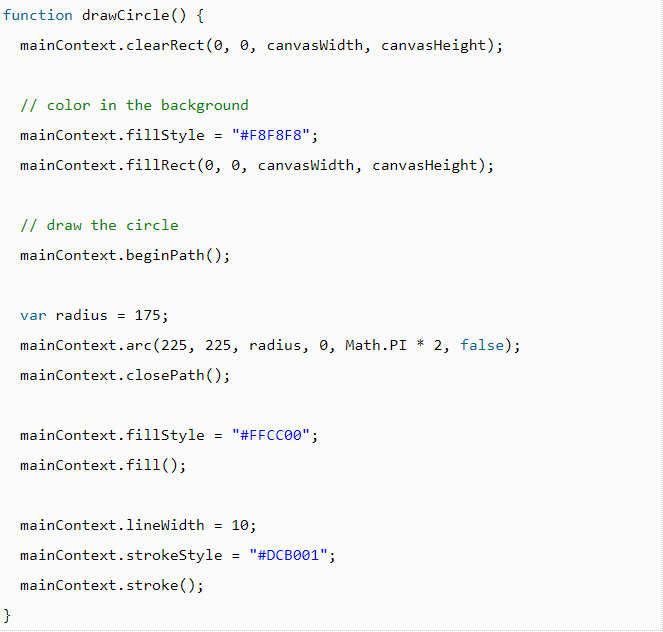 function drawCircle() {
  mainContext.clearRect(0, 0, canvasWidth, canvasHeight);
  // color in the background
  mainContext.fillStyle = "#F8F8F8";
  mainContext.fillRect(0, 0, canvasWidth, canvasHeight);
  // draw the circle
  mainContext.beginPath();
  var radius = 175;
  mainContext.arc(225, 225, radius, 0, Math.PI * 2, false);
  mainContext.closePath();
  mainContext.fillStyle = "#FFCC00";
  mainContext.fill();
  mainContext.lineWidth = 10;
  mainContext.strokeStyle = "#DCB001";
  mainContext.stroke();
}